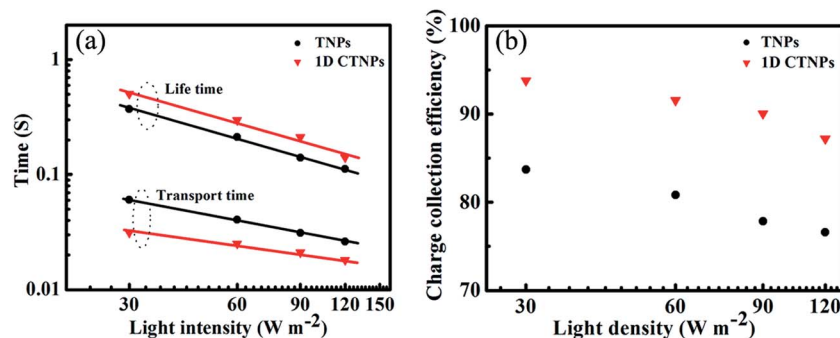 (a)
TNPs
1D CTNPs
Life time
Transport time
1
0.1
0.01
Time (S)
30 60 90 120 150
Light intensity (W m-2)
(b)
TNPs
1D CTNPs
100
90
80
70
Charge collection efficiency (%)
30 60 90 120
Light density (W m-2)